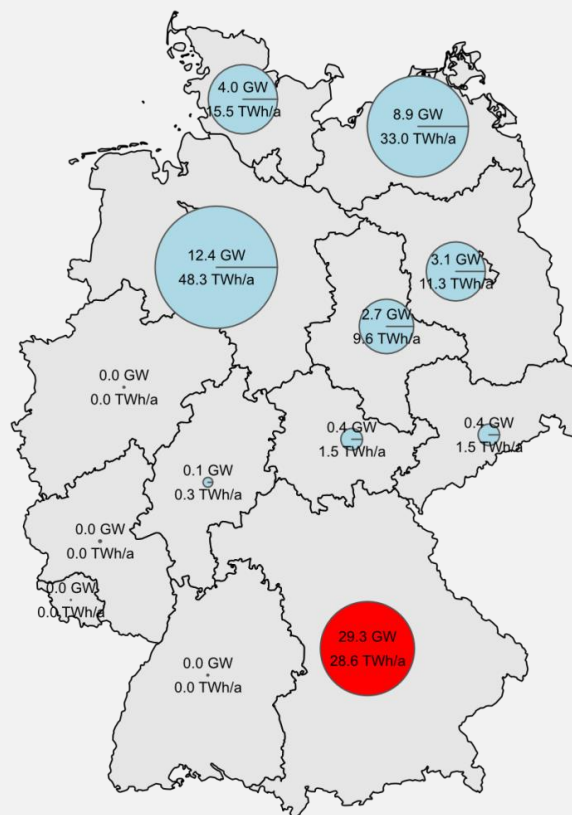 4.0 GW
15.5 TWh/a
8.9 GW
33.0 TWh/a
12.4 GW
48.3 TWh/a
3.1 GW
11.3 TWh/a
2.7 GW
9.6 TWh/a
0.0 GW
0.0 TWh/a
0.4 GW
1.5 TWh/a
0.4 GW
1.5 TWh/a
0.1 GW
0.3 TWh/a
0.0 GW
0.0 TWh/a
0.0 GW
0.0 TWh/a
29.3 GW
28.6 TWh/a
0.0 GW
0.0 TWh/a